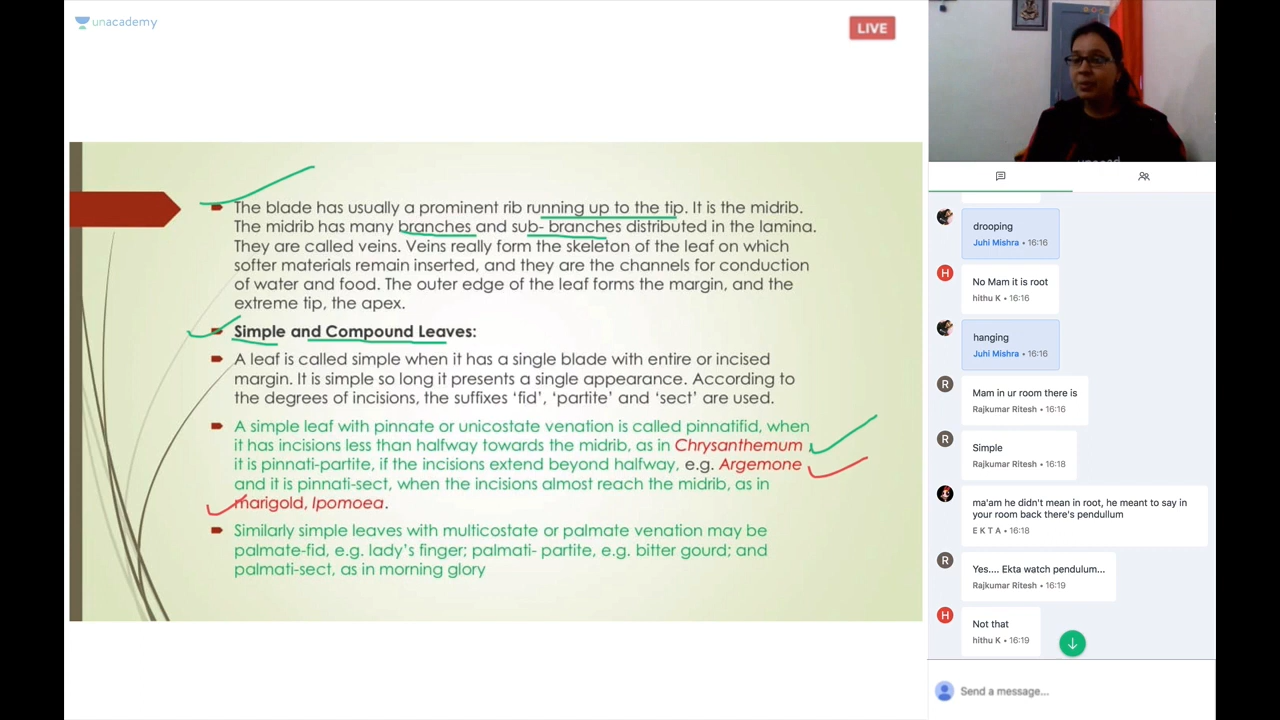 unacademy
LIVE
The blade has usually a prominent rib running up to the tip. It is the midrib.
The midrib has many branches and sub- branches distributed in the lamina.
They are called veins. Veins really form the skeleton of the leaf on which
softer materials remain inserted, and they are the channels for conduction
of water and food. The outer edge of the leaf forms the margin, and the
extreme tip, the apex.
Simple and Compound Leaves:
A leaf is called simple when it has a single blade with entire or incised
margin. It is simple so long it presents a single appearance. According to
the degrees of incisions, the suffixes ‘fid’, ‘partite’ and ‘sect’ are used.
A simple leaf with pinnate or unicostate venation is called pinnatifid, when
it has incisions less than halfway towards the midrib, as in Chrysanthemum ,
it is pinnati-partite, if the incisions extend beyond halfway, e.g. Argemone
and it is pinnati-sect, when the incisions almost reach the midrib, as in
marigold, Ipomoea.
Similarly simple leaves with multicostate or palmate venation may be
palmate-fid, e.g. lady’s finger; palmati- partite, e.g. bitter gourd; and
palmati-sect, as in morning glory
drooping
Juhi Mishra • 16:16
H
No Mam it is root
hithu K • 16:16
hanging
Juhi Mishra • 16:16
R
Mam in ur room there is
Rajkumar Ritesh • 16:16
R
Simple
Rajkumar Ritesh • 16:18
ma'am he didn't mean in root, he meant to say in
your room back there's pendullum
E K T A • 16:18
R
Yes.... Ekta watch pendulum...
Rajkumar Ritesh • 16:19
H
Not that
hithu K • 16:19
Send a message...